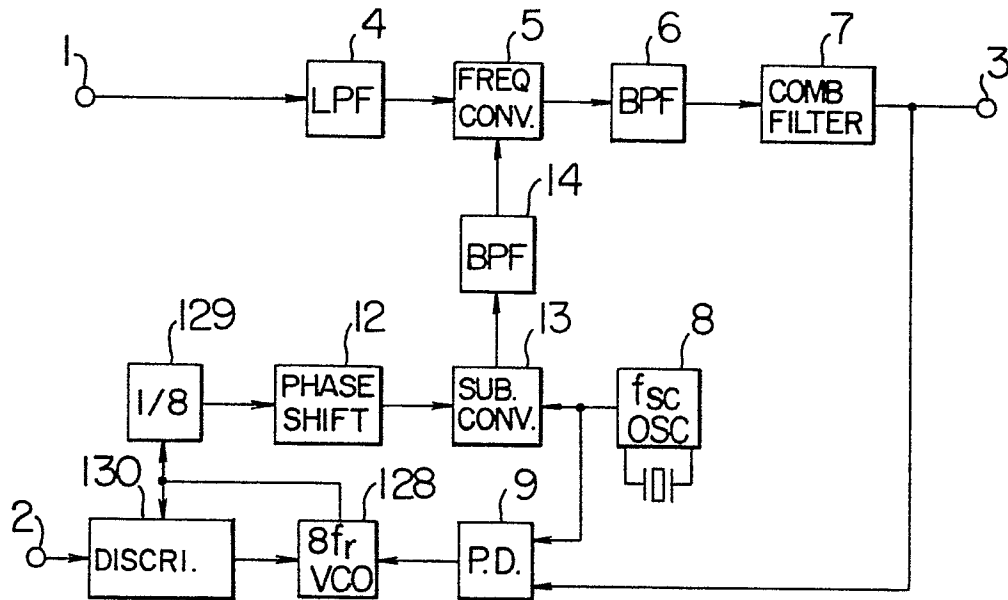 1
4
5
6
7
3
LPF
FREQ
CONV.
BPF
COMB
FILTER
14
BPF
129
12
13
8
1/8
PHASE
SHIFT
SUB.
CONV.
fsc
OSC
130
128
9
2
DISCRI.
8fr
VCO
P.D.